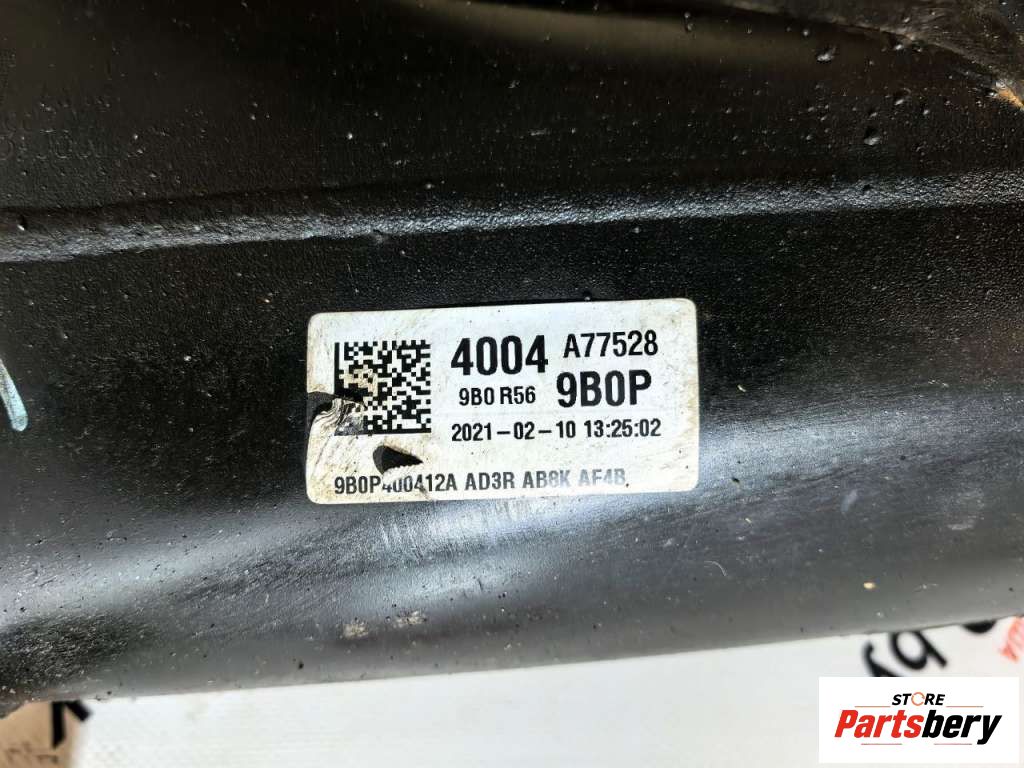 4004 A77528
9B0 R56 9B0P
2021-02-10 13:25:02
9B0P400412A AD3R AB8K AF4B
STORE
Partsbery